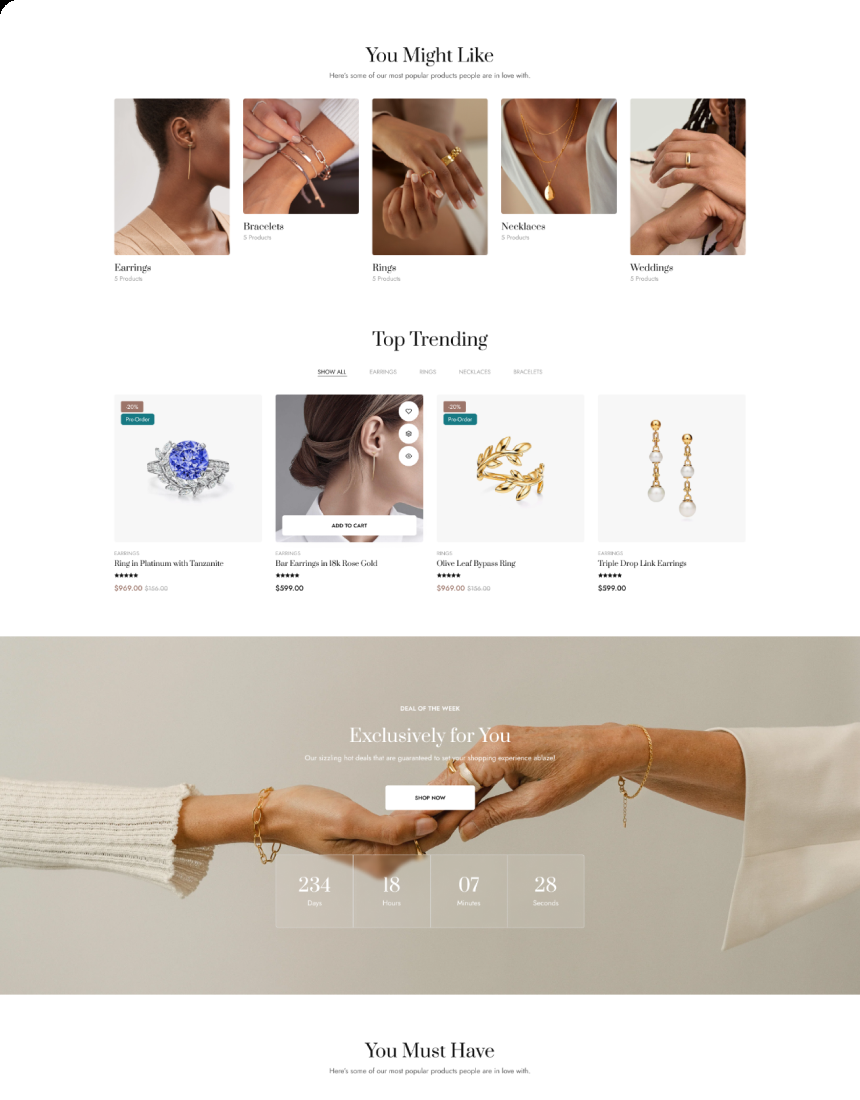 You Might Like
Here's some of our most popular products people are in love with.
Bracelets
5 Products
Necklaces
5 Products
Earrings
5 Products
Rings
5 Products
Weddings
5 Products
Top Trending
SHOW ALL EARRINGS RINGS NECKLACES BRACELETS
-20%
Pre-Order
ADD TO CART
-20%
Pre-Order
EARRINGS
Ring in Platinum with Tanzanite
★★★★★
$969.00 $156.00
EARRINGS
Bar Earrings in 18k Rose Gold
★★★★★
$599.00
RINGS
Olive Leaf Bypass Ring
★★★★★
$969.00 $156.00
EARRINGS
Triple Drop Link Earrings
★★★★★
$599.00
DEAL OF THE WEEK
Exclusively for You
Our sizzling hot deals that are guaranteed to set your shopping experience ablaze!
SHOP NOW
234 18 07 28
Days Hours Minutes Seconds
You Must Have
Here's some of our most popular products people are in love with.